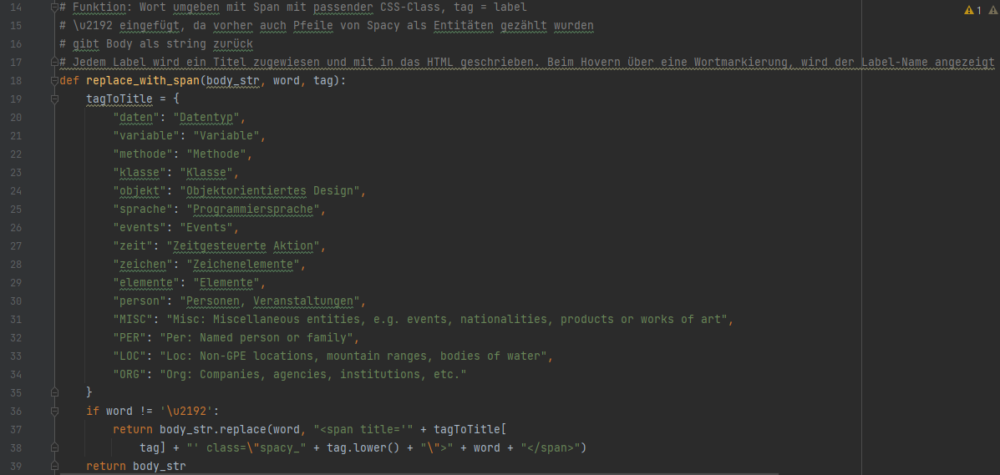 14 # Funktion: Wort umgeben mit Span mit passender CSS-Class, tag = label
1
15 # \u2192 eingefügt, da vorher auch Pfeile von Spacy als Entitäten gezählt wurden
16 # gibt Body als string zurück
17 # Jedem Label wird ein Titel zugewiesen und mit in das HTML geschrieben. Beim Hovern über eine Wortmarkierung, wird der Label-Name angezeigt
18 def replace_with_span(body_str, word, tag):
19     tagToTitle = {
20         "daten": "Datentyp",
21         "variable": "Variable",
22         "methode": "Methode",
23         "klasse": "Klasse",
24         "objekt": "Objektorientiertes Design",
25         "sprache": "Programmiersprache",
26         "events": "Events",
27         "zeit": "Zeitgesteuerte Aktion",
28         "zeichen": "Zeichenelemente",
29         "elemente": "Elemente",
30         "person": "Personen, Veranstaltungen",
31         "MISC": "Misc: Miscellaneous entities, e.g. events, nationalities, products or works of art",
32         "PER": "Per: Named person or family",
33         "LOC": "Loc: Non-GPE locations, mountain ranges, bodies of water",
34         "ORG": "Org: Companies, agencies, institutions, etc."
35     }
36     if word != '\u2192':
37         return body_str.replace(word, "<span title='" + tagToTitle[
38             tag] + "' class=\"spacy_" + tag.lower() + "\">" + word + "</span>")
39     return body_str